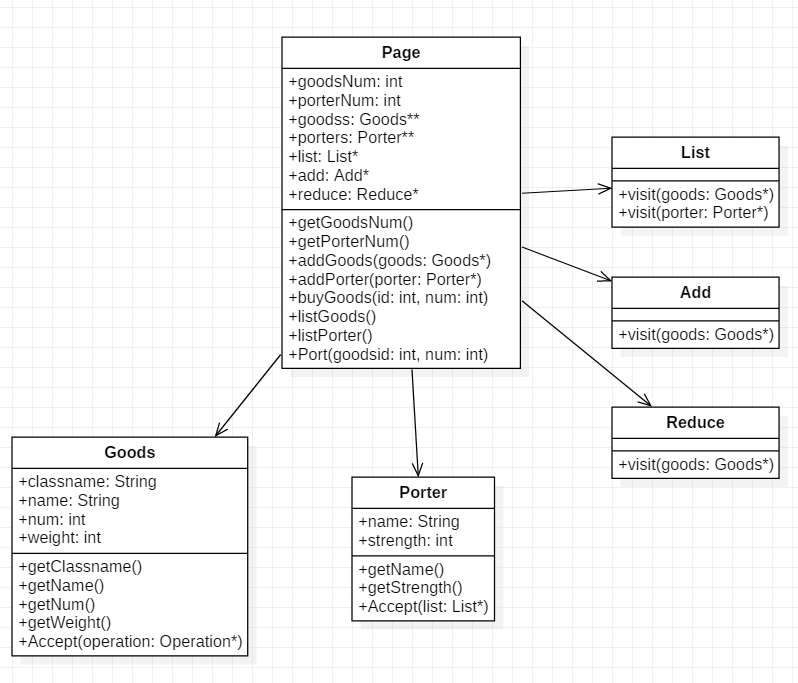 Page
+goodsNum: int
+porterNum: int
+goodss: Goods**
+porters: Porter**
+list: List*
+add: Add*
+reduce: Reduce*
+getGoodsNum()
+getPorterNum()
+addGoods(goods: Goods*)
+addPorter(porter: Porter*)
+buyGoods(id: int, num: int)
+listGoods()
+listPorter()
+Port(goodsid: int, num: int)
List
+visit(goods: Goods*)
+visit(porter: Porter*)
Add
+visit(goods: Goods*)
Reduce
+visit(goods: Goods*)
Goods
+classname: String
+name: String
+num: int
+weight: int
+getClassname()
+getName()
+getNum()
+getWeight()
+Accept(operation: Operation*)
Porter
+name: String
+strength: int
+getName()
+getStrength()
+Accept(list: List*)